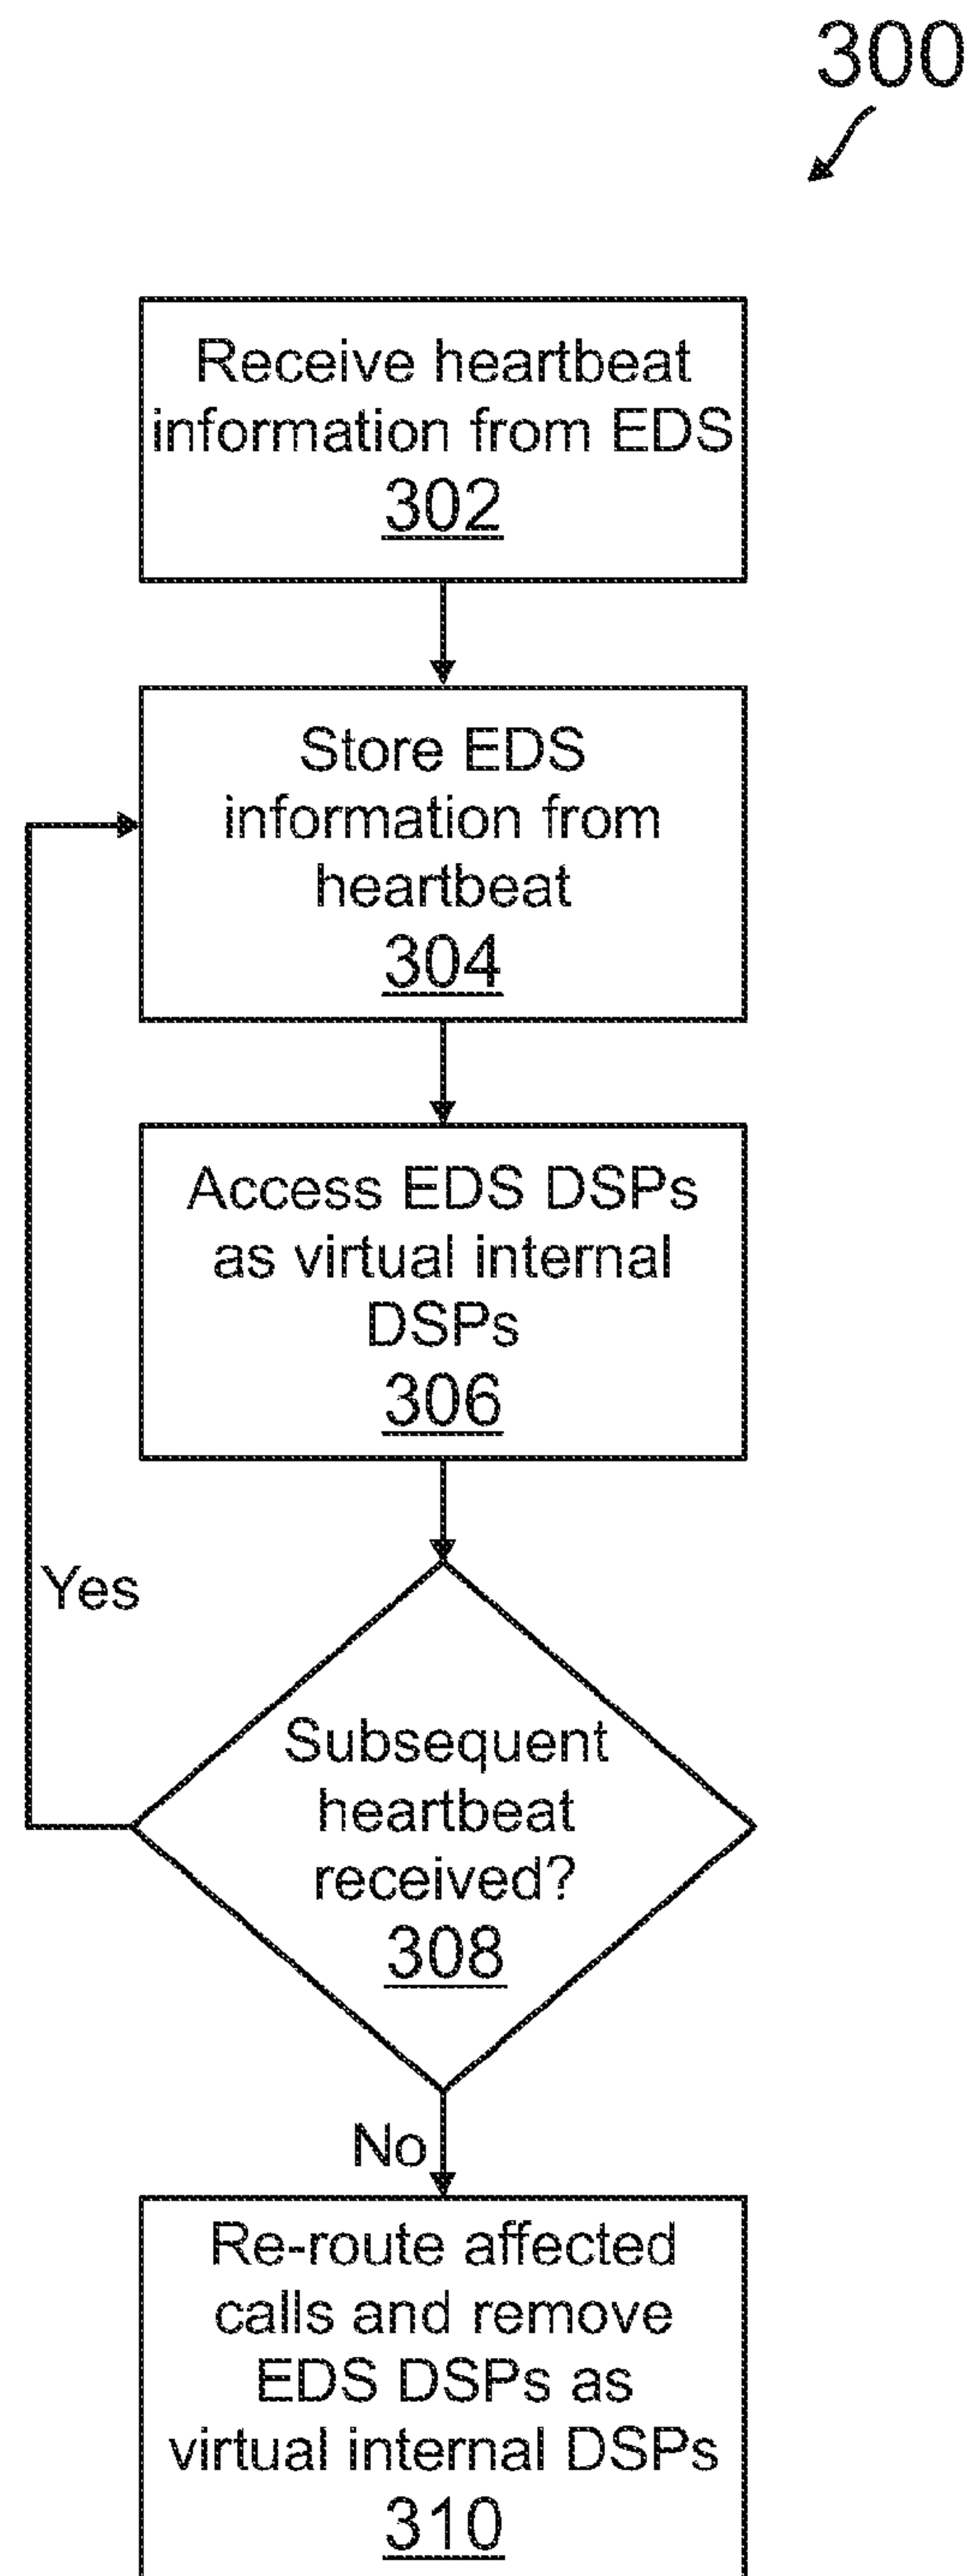 300
Receive heartbeat
information from EDS
302
Store EDS
information from
heartbeat
304
Access EDS DSPs
as virtual internal
DSPs
306
Yes
Subsequent
heartbeat
received?
308
No
Re-route affected
calls and remove
EDS DSPs as
virtual internal DSPs
310